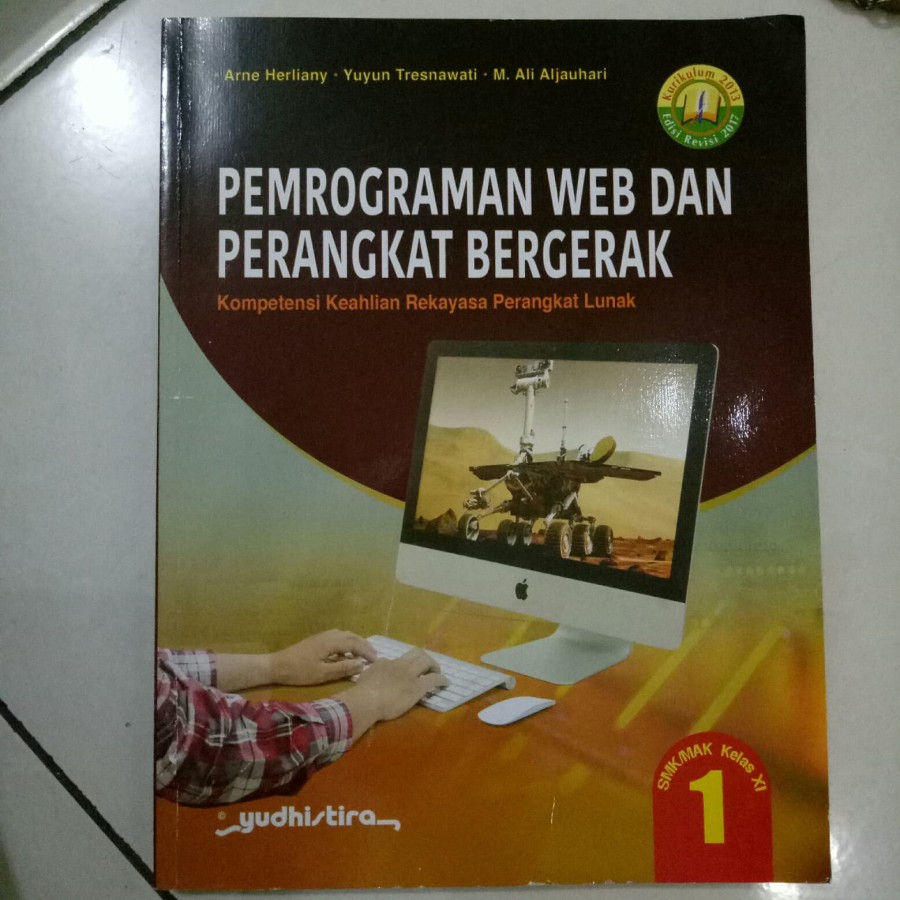 Arne Herliany · Yuyun Tresnawati · M. Ali Aljauhari
Kurikulum 2013
Edisi Revisi 2017
PEMROGRAMAN WEB DAN
PERANGKAT BERGERAK
Kompetensi Keahlian Rekayasa Perangkat Lunak
SMK/MAK Kelas XI
1
yudhistira